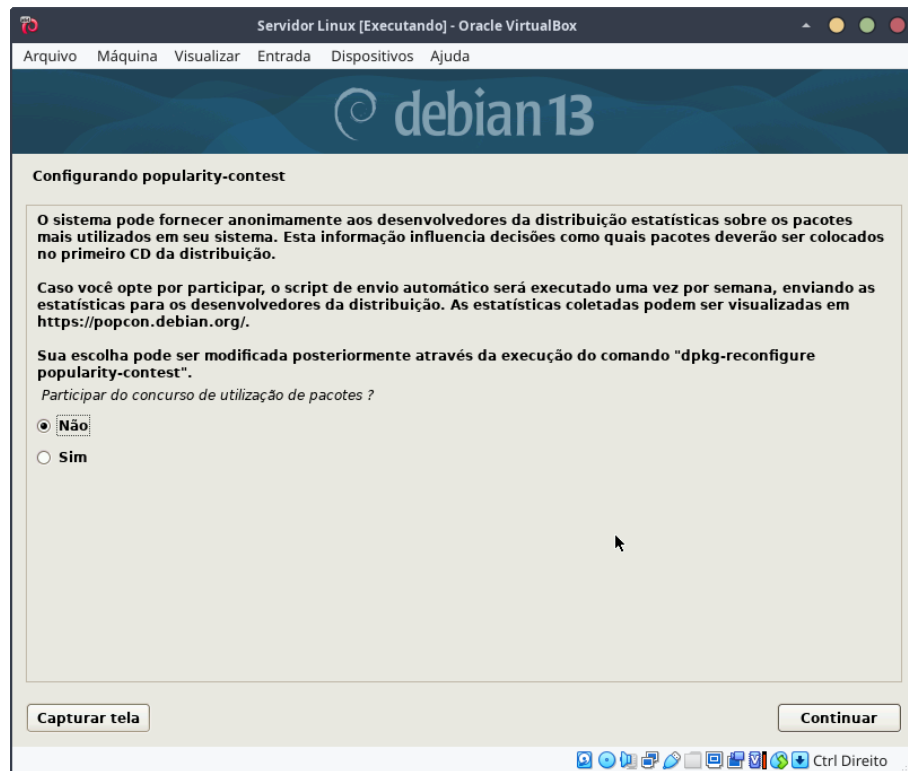 Servidor Linux [Executando] - Oracle VirtualBox
Arquivo Máquina Visualizar Entrada Dispositivos Ajuda
debian 13
Configurando popularity-contest
O sistema pode fornecer anonimamente aos desenvolvedores da distribuição estatísticas sobre os pacotes
mais utilizados em seu sistema. Esta informação influencia decisões como quais pacotes deverão ser colocados
no primeiro CD da distribuição.
Caso você opte por participar, o script de envio automático será executado uma vez por semana, enviando as
estatísticas para os desenvolvedores da distribuição. As estatísticas coletadas podem ser visualizadas em
https://popcon.debian.org/.
Sua escolha pode ser modificada posteriormente através da execução do comando "dpkg-reconfigure
popularity-contest".
Participar do concurso de utilização de pacotes ?
Não
Sim
Capturar tela
Continuar
Ctrl Direito